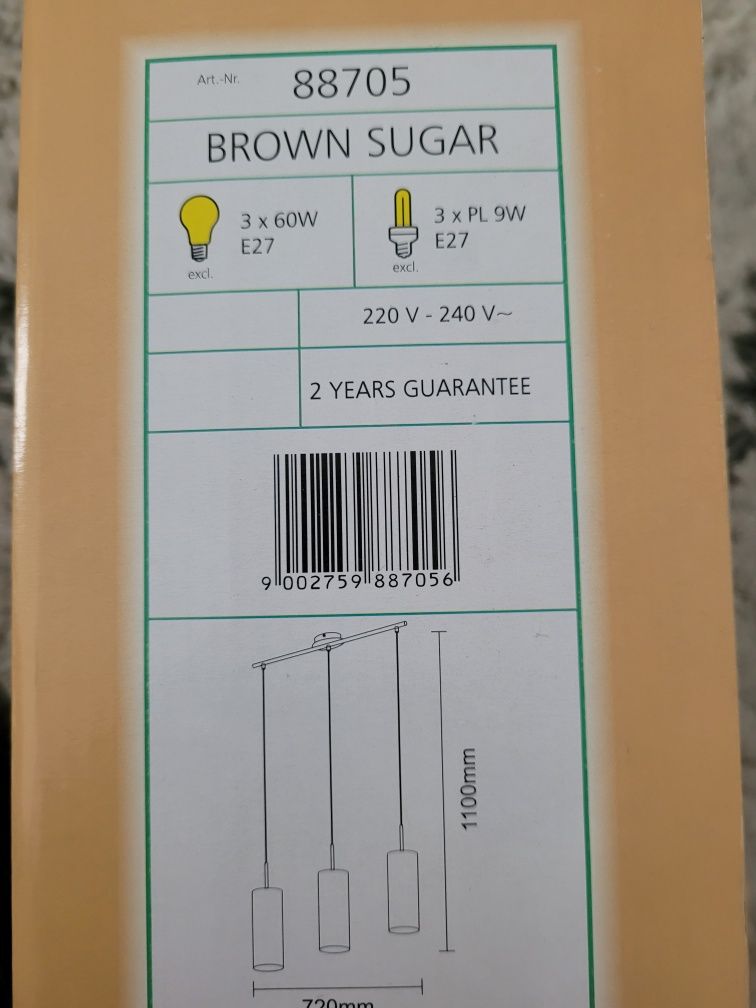 Art.-Nr. 88705
BROWN SUGAR
3 x 60W
E27
excl.
3 x PL 9W
E27
excl.
220 V - 240 V~
2 YEARS GUARANTEE
9 002759 887056
1100mm
720mm